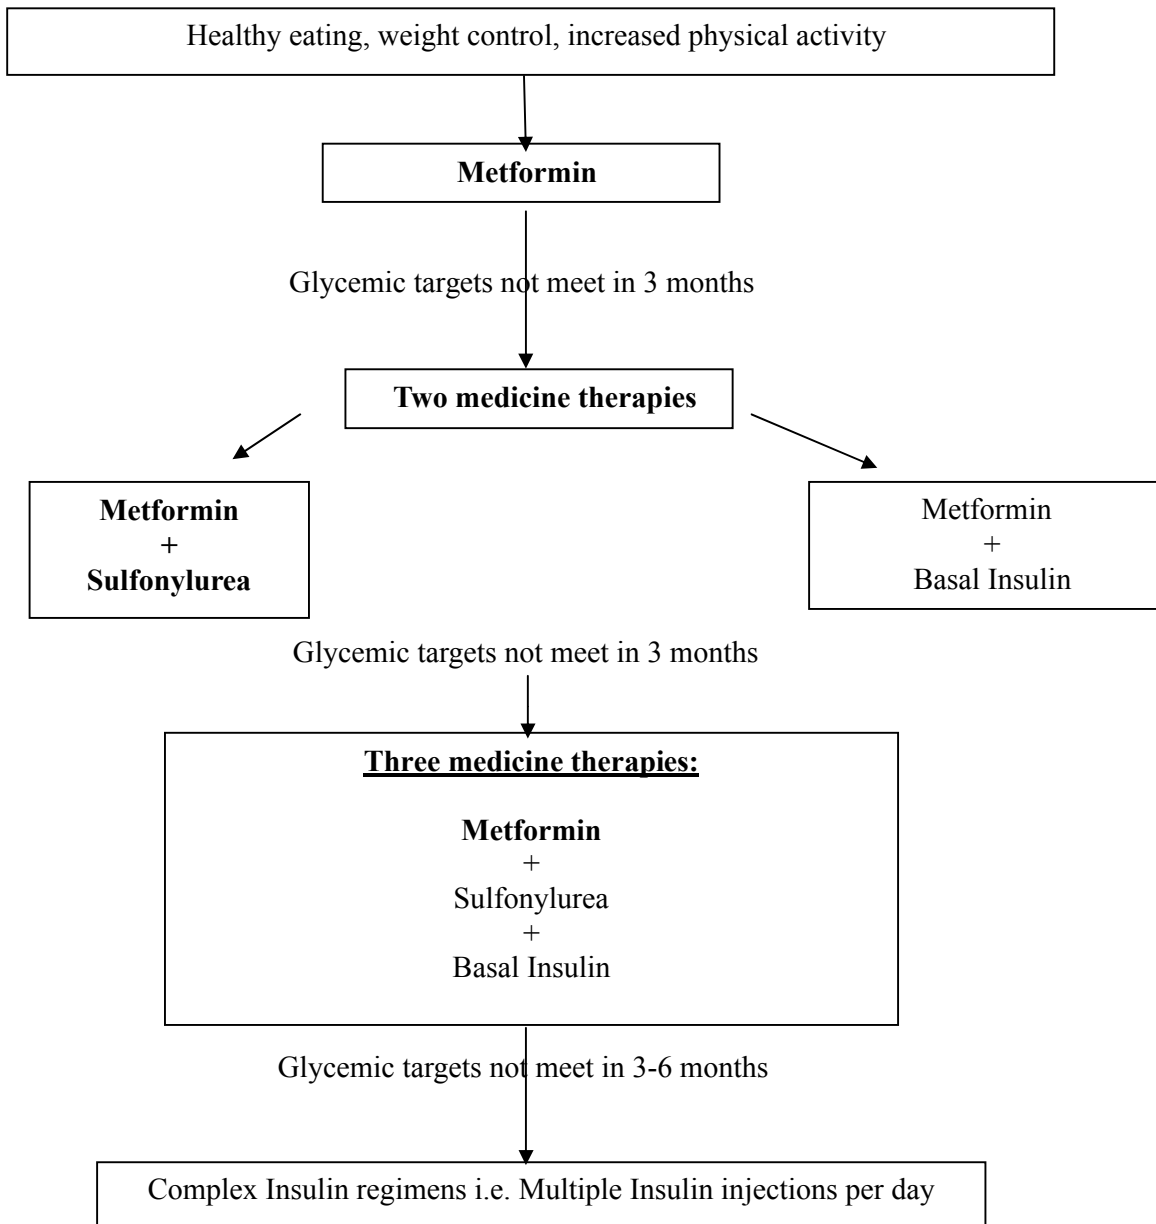 Healthy eating, weight control, increased physical activity
Metformin
Glycemic targets not meet in 3 months
Two medicine therapies
Metformin
+
Sulfonylurea
Metformin
+
Basal Insulin
Glycemic targets not meet in 3 months
Three medicine therapies:
Metformin
+
Sulfonylurea
+
Basal Insulin
Glycemic targets not meet in 3-6 months
Complex Insulin regimens i.e. Multiple Insulin injections per day